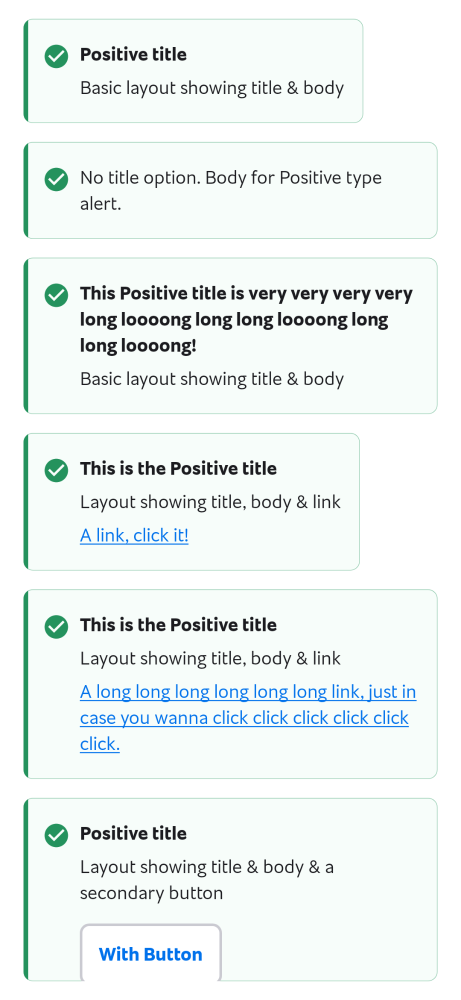 Positive title
Basic layout showing title & body
No title option. Body for Positive type
alert.
This Positive title is very very very very
long loooong long long loooong long
long loooong!
Basic layout showing title & body
This is the Positive title
Layout showing title, body & link
A link, click it!
This is the Positive title
Layout showing title, body & link
A long long long long long long link, just in
case you wanna click click click click click
click.
Positive title
Layout showing title & body & a
secondary button
With Button